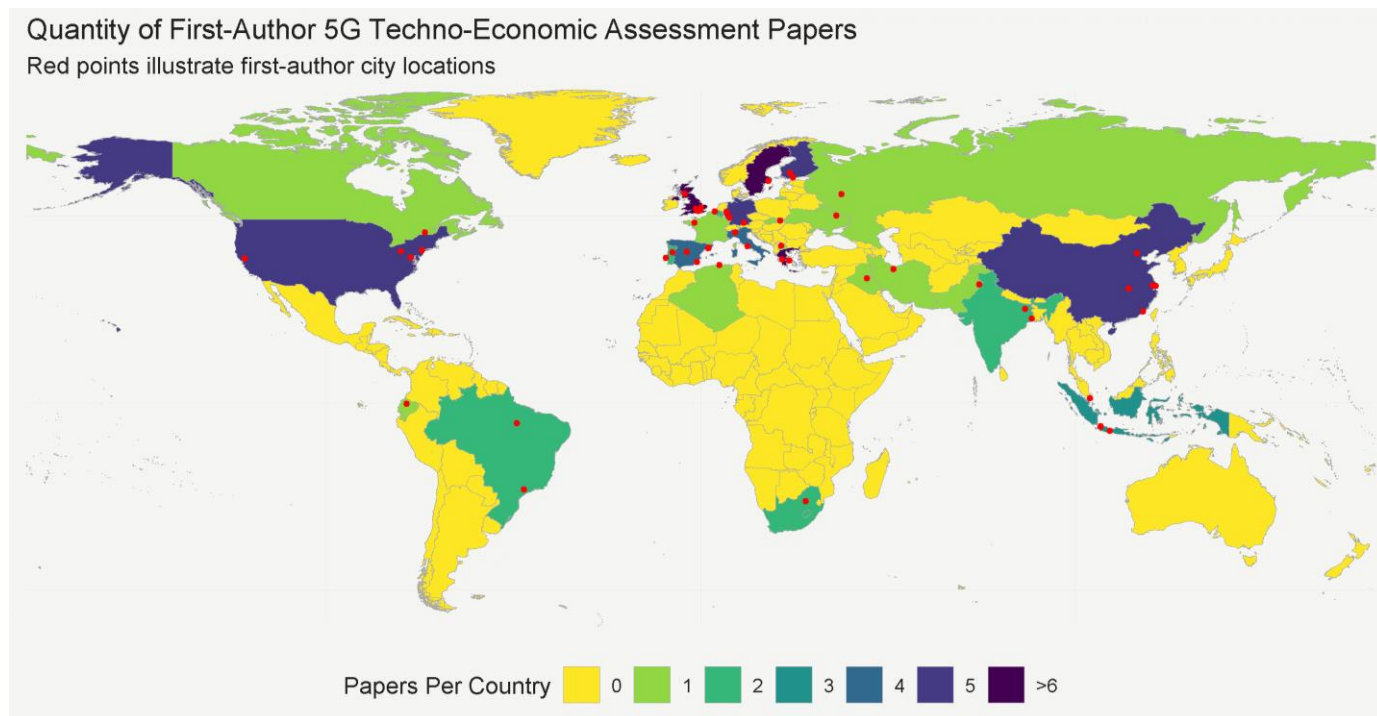 Quantity of First-Author 5G Techno-Economic Assessment Papers
Red points illustrate first-author city locations
Papers Per Country 0 1 2 3 4 5 >6